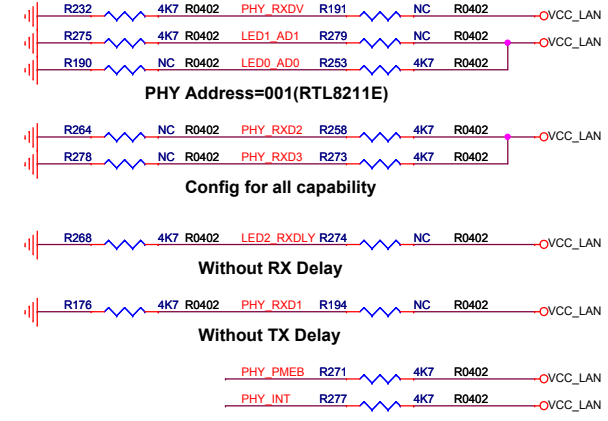 R232 4K7 R0402 PHY_RXDV R191 NC R0402 VCC_LAN
R275 4K7 R0402 LED1_AD1 R279 NC R0402 VCC_LAN
R190 NC R0402 LED0_AD0 R253 4K7 R0402
PHY Address=001(RTL8211E)
R264 NC R0402 PHY_RXD2 R258 4K7 R0402 VCC_LAN
R278 NC R0402 PHY_RXD3 R273 4K7 R0402
Config for all capability
R268 4K7 R0402 LED2_RXDLY R274 NC R0402 VCC_LAN
Without RX Delay
R176 4K7 R0402 PHY_RXD1 R194 NC R0402 VCC_LAN
Without TX Delay
PHY_PMEB R271 4K7 R0402 VCC_LAN
PHY_INT R277 4K7 R0402 VCC_LAN